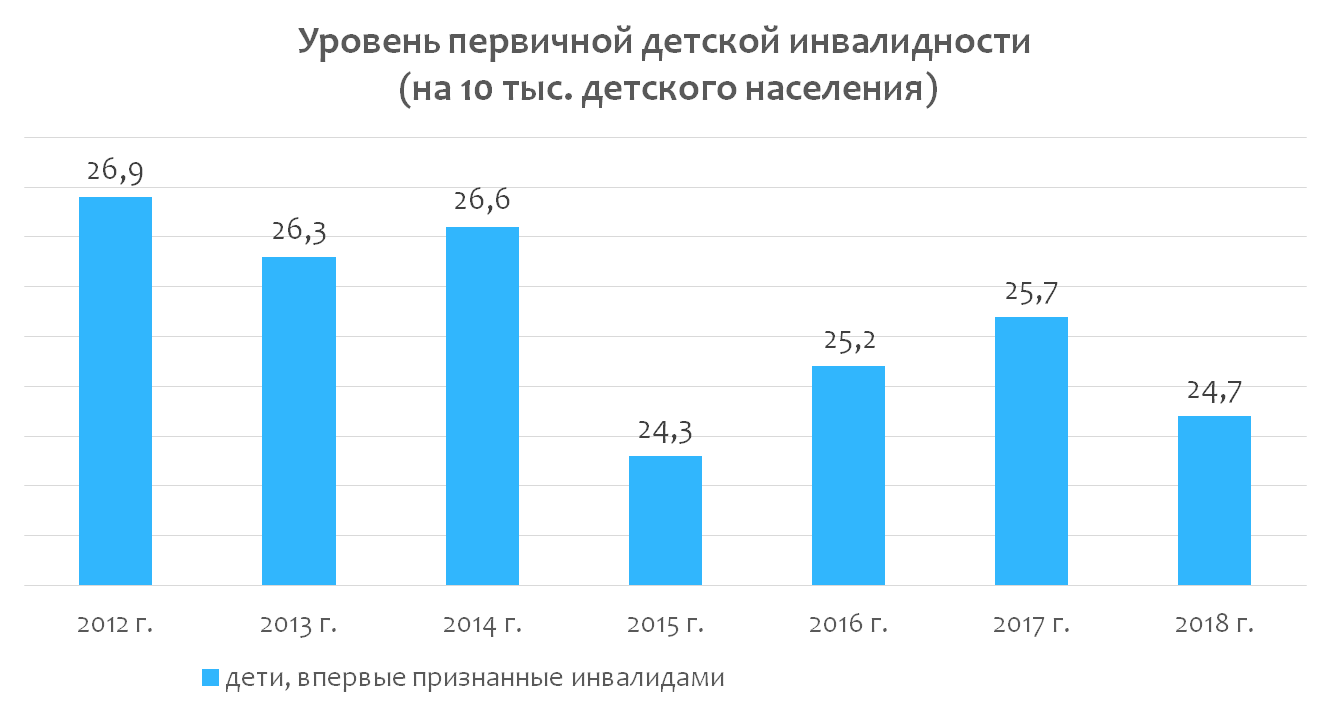 Уровень первичной детской инвалидности
(на 10 тыс. детского населения)
26,9
26,3
26,6
24,3
25,2
25,7
24,7
2012 г.
2013 г.
2014 г.
2015 г.
2016 г.
2017 г.
2018 г.
дети, впервые признанные инвалидами